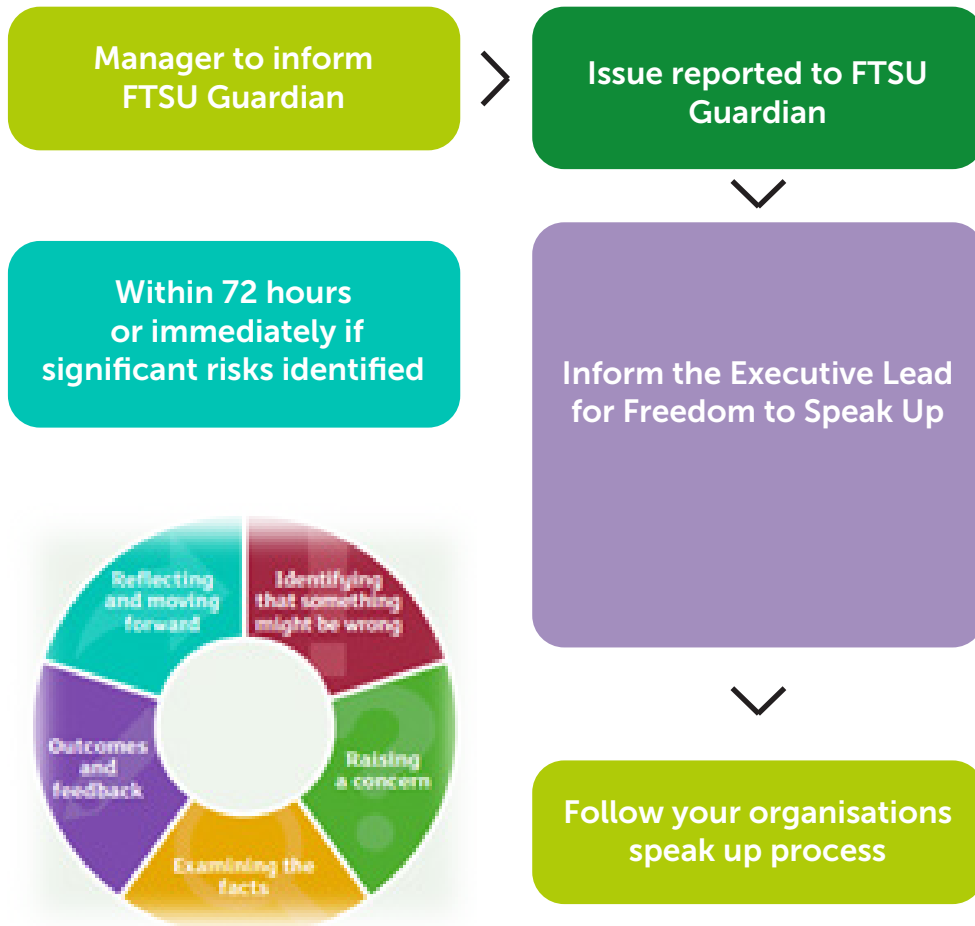 Manager to inform
FTSU Guardian
Issue reported to FTSU
Guardian
Within 72 hours
or immediately if
significant risks identified
Inform the Executive Lead
for Freedom to Speak Up
Reflecting
and moving
forward
Identifying
that something
might be wrong
Outcomes
and
feedback
Raising
a concern
Examining the
facts
Follow your organisations
speak up process